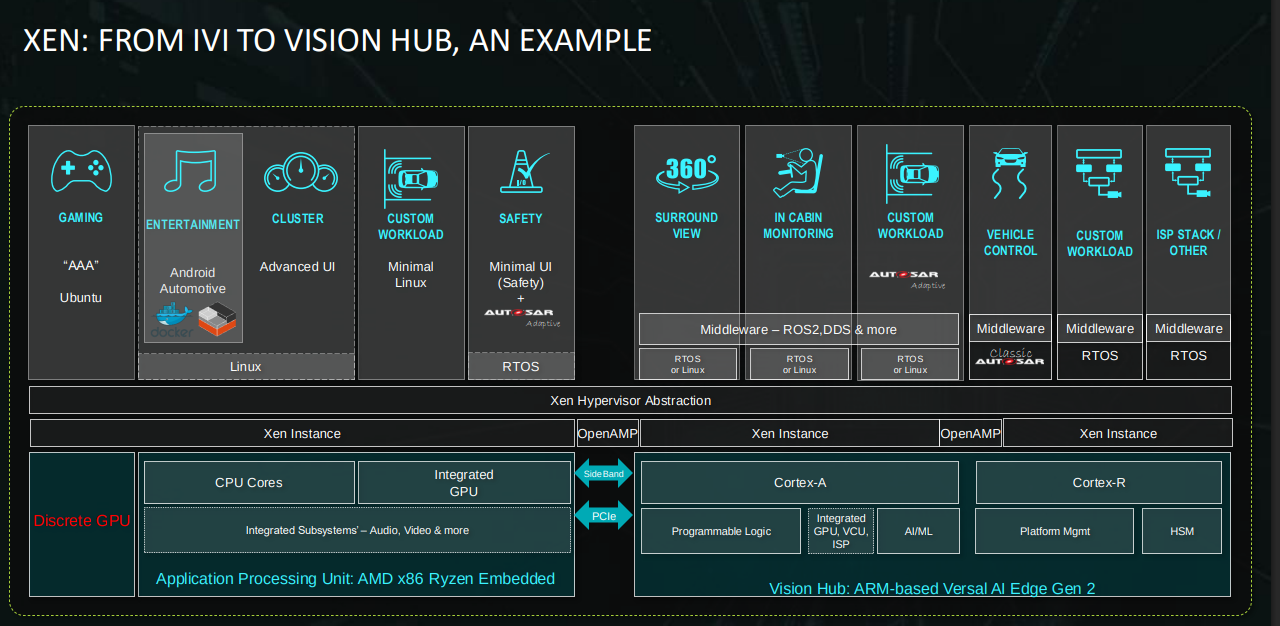 XEN: FROM IVI TO VISION HUB, AN EXAMPLE
GAMING
“AAA”
Ubuntu
ENTERTAINMENT
Android
Automotive
docker
CLUSTER
Advanced UI
Linux
CUSTOM
WORKLOAD
Minimal
Linux
I/O
SAFETY
Minimal UI
(Safety)
+
AUTOSAR
Adaptive
RTOS
360°
SURROUND
VIEW
IN CABIN
MONITORING
CUSTOM
WORKLOAD
AUTOSAR
Adaptive
Middleware – ROS2,DDS & more
RTOS
or Linux
RTOS
or Linux
RTOS
or Linux
VEHICLE
CONTROL
Middleware
Classic
AUTOSAR
CUSTOM
WORKLOAD
Middleware
RTOS
ISP STACK /
OTHER
Middleware
RTOS
Xen Hypervisor Abstraction
Xen Instance
OpenAMP
Xen Instance
OpenAMP
Xen Instance
Discrete GPU
CPU Cores
Integrated
GPU
Integrated Subsystems’ – Audio, Video & more
Application Processing Unit: AMD x86 Ryzen Embedded
SideBand
PCIe
Cortex-A
Cortex-R
Programmable Logic
Integrated
GPU, VCU,
ISP
AI/ML
Platform Mgmt
HSM
Vision Hub: ARM-based Versal AI Edge Gen 2